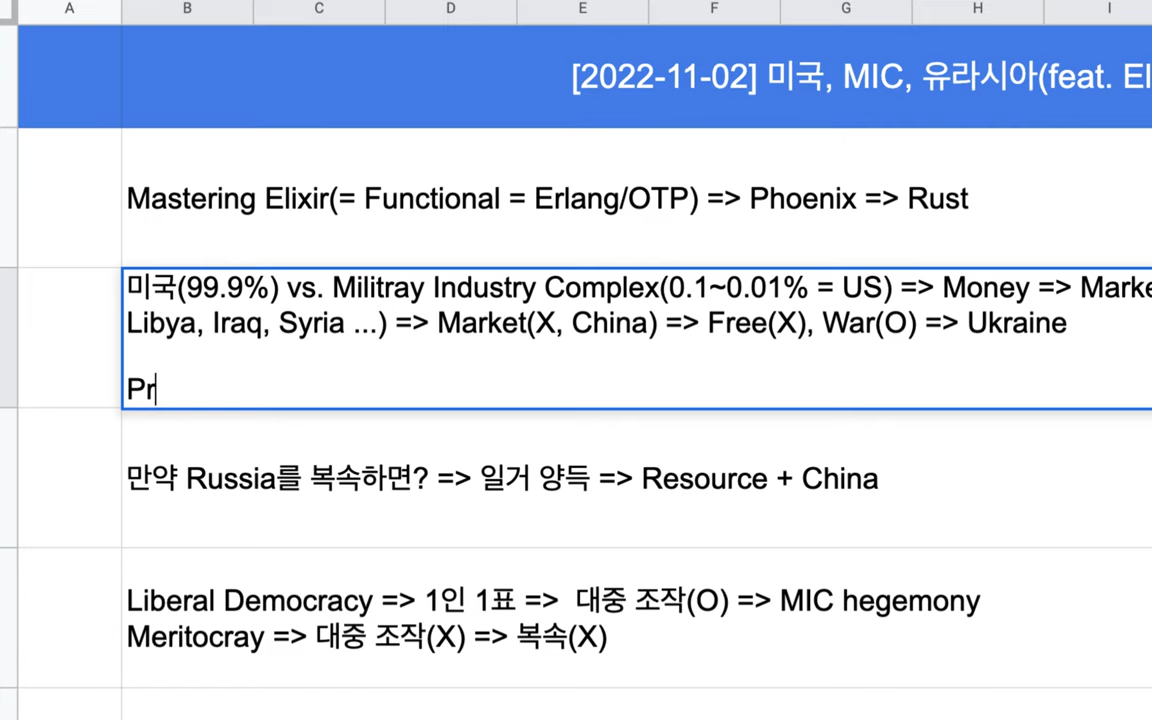 A B C D E F G H I
[2022-11-02] 미국, MIC, 유라시아(feat. El
Mastering Elixir(= Functional = Erlang/OTP) => Phoenix => Rust
미국(99.9%) vs. Militray Industry Complex(0.1~0.01% = US) => Money => Marke
Libya, Iraq, Syria ...) => Market(X, China) => Free(X), War(O) => Ukraine
Pr
만약 Russia를 복속하면? => 일거 양득 => Resource + China
Liberal Democracy => 1인 1표 =>  대중 조작(O) => MIC hegemony
Meritocray => 대중 조작(X) => 복속(X)